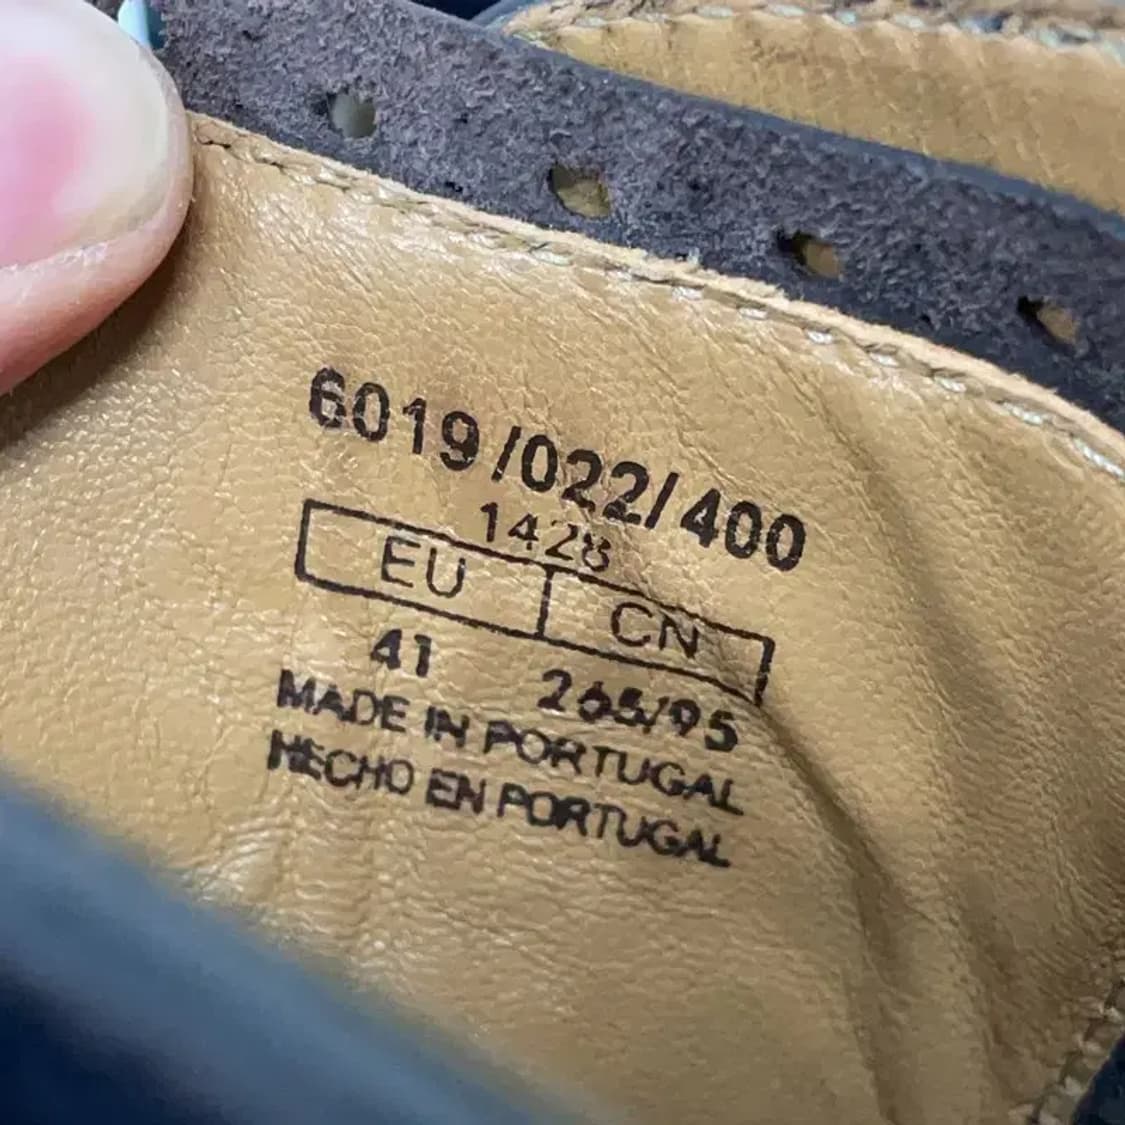 6019/022/400
1428
EU CN
41 265/95
MADE IN PORTUGAL
HECHO EN PORTUGAL